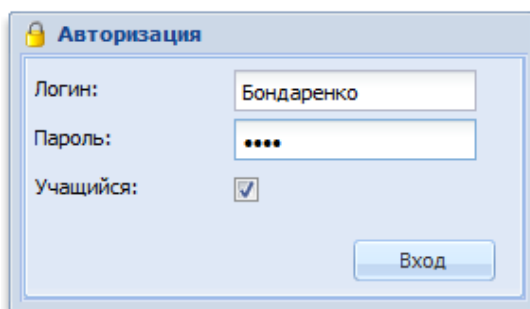 Авторизация
Логин: Бондаренко
Пароль: ••••
Учащийся:
Вход